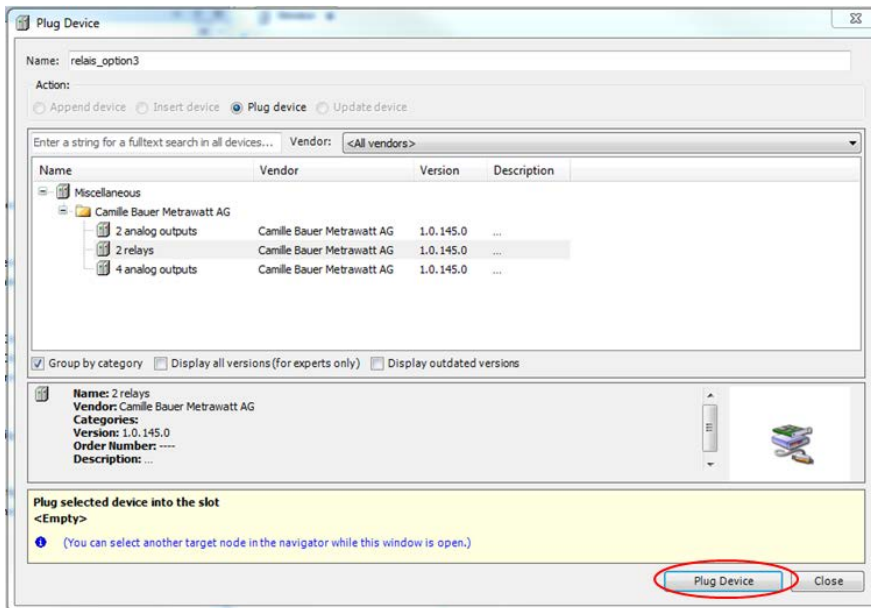 Plug Device
Name: relais_option3
Action:
Append device Insert device Plug device Update device
Enter a string for a fulltext search in all devices... Vendor: <All vendors>
Name Vendor Version Description
Miscellaneous
Camille Bauer Metrawatt AG
2 analog outputs Camille Bauer Metrawatt AG 1.0.145.0 ...
2 relays Camille Bauer Metrawatt AG 1.0.145.0 ...
4 analog outputs Camille Bauer Metrawatt AG 1.0.145.0 ...
Group by category Display all versions (for experts only) Display outdated versions
Name: 2 relays
Vendor: Camille Bauer Metrawatt AG
Categories:
Version: 1.0.145.0
Order Number: ----
Description: ...
Plug selected device into the slot
<Empty>
(You can select another target node in the navigator while this window is open.)
Plug Device Close